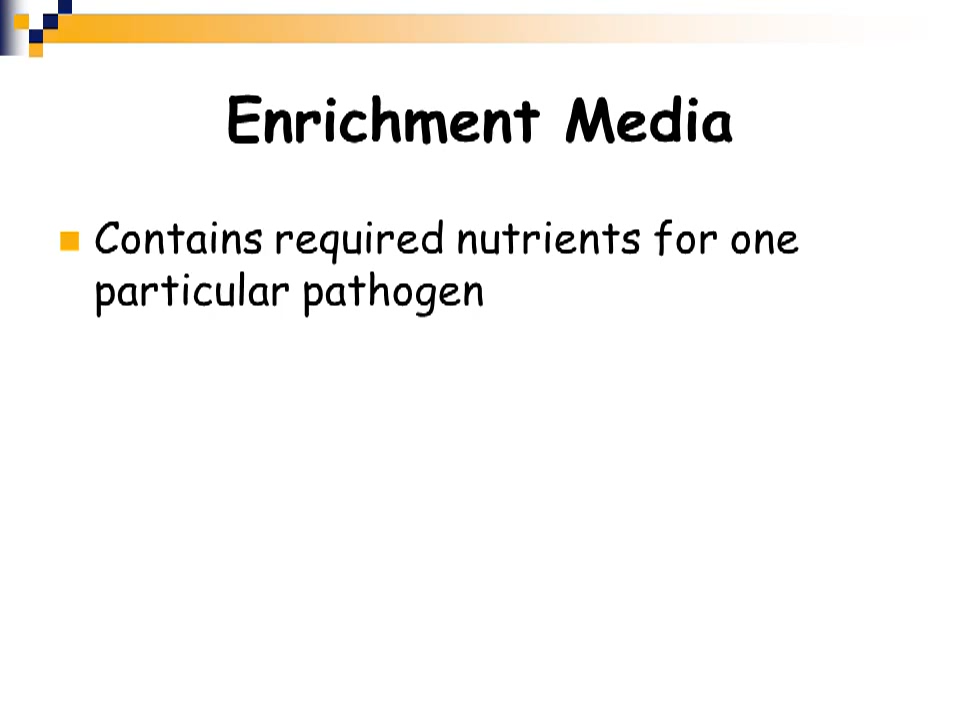 Enrichment Media
Contains required nutrients for one
particular pathogen